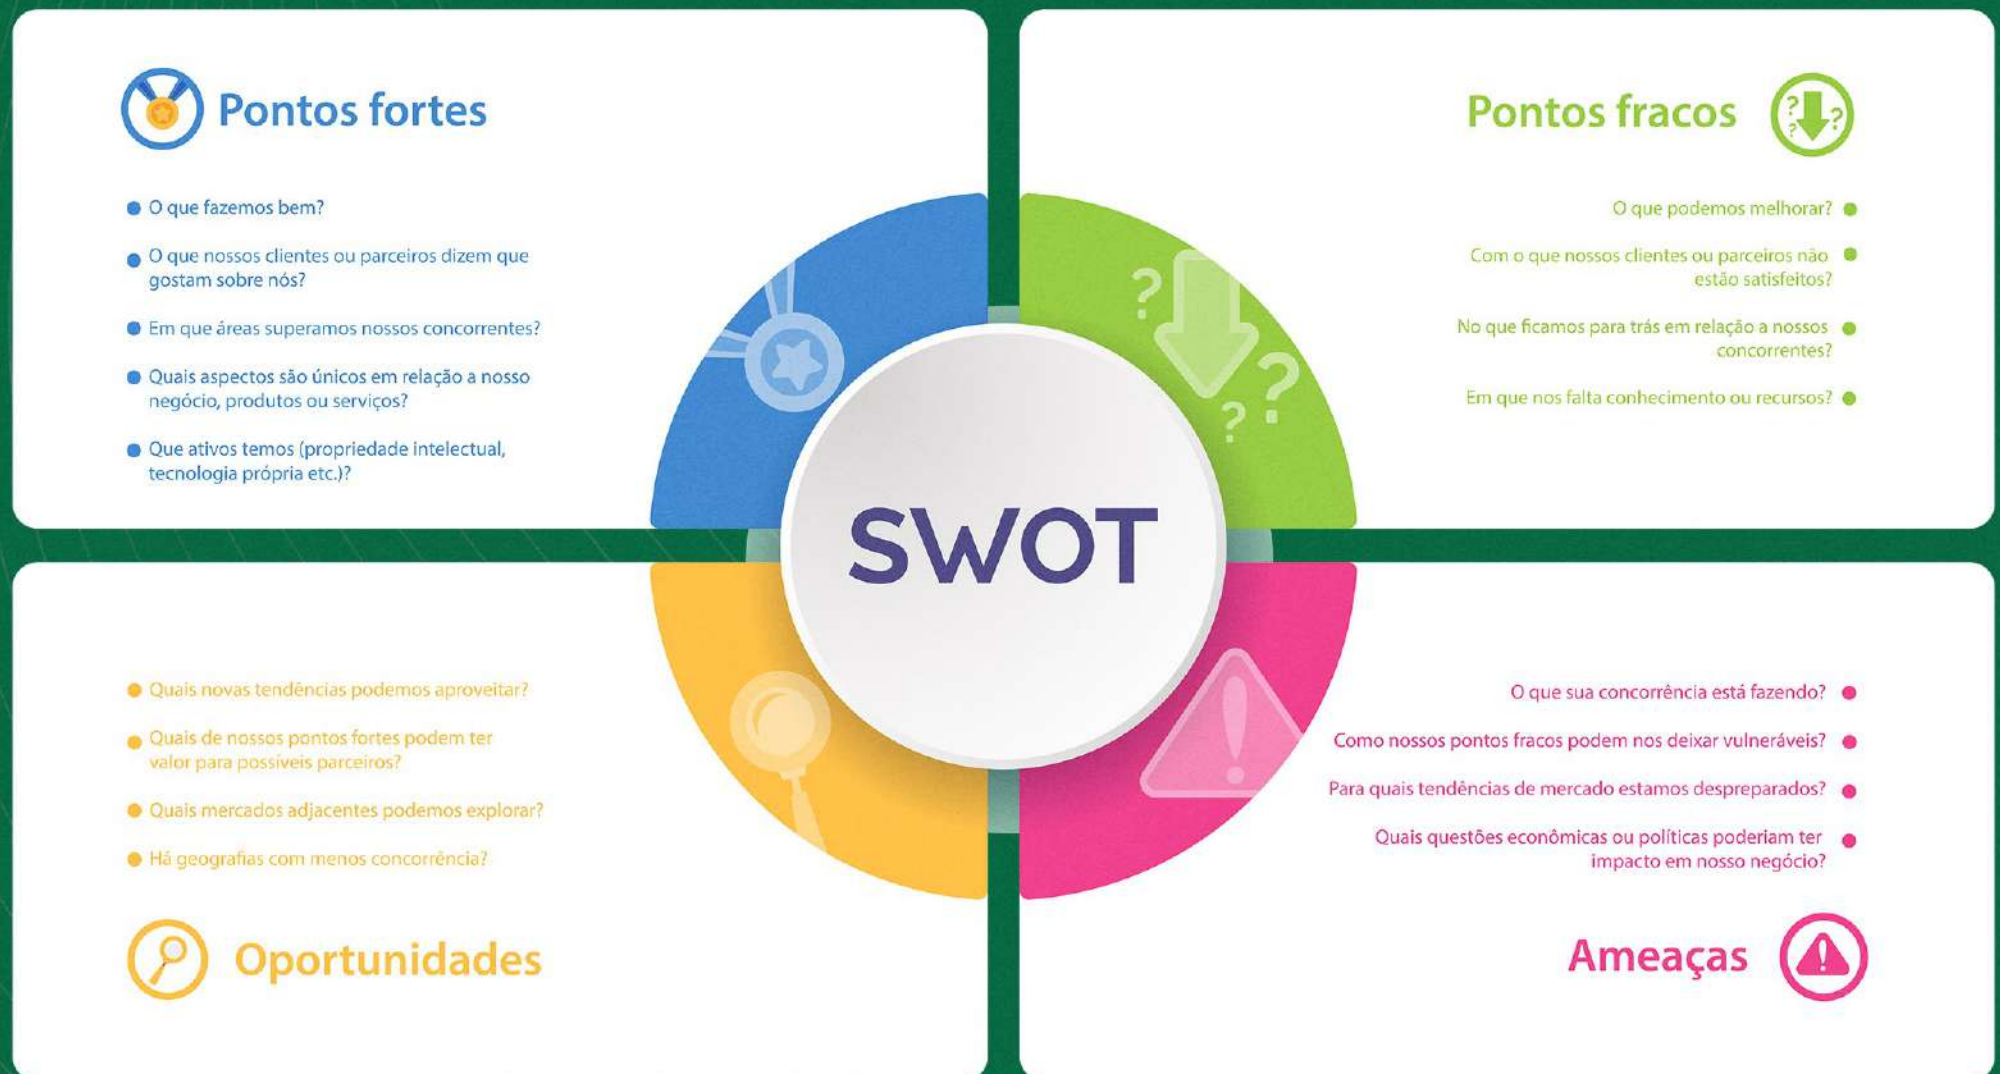 Pontos fortes
O que fazemos bem?
O que nossos clientes ou parceiros dizem que
gostam sobre nós?
Em que áreas superamos nossos concorrentes?
Quais aspectos são únicos em relação a nosso
negócio, produtos ou serviços?
Que ativos temos (propriedade intelectual,
tecnologia própria etc.)?
Pontos fracos
O que podemos melhorar?
Com o que nossos clientes ou parceiros não
estão satisfeitos?
No que ficamos para trás em relação a nossos
concorrentes?
Em que nos falta conhecimento ou recursos?
SWOT
Quais novas tendências podemos aproveitar?
Quais de nossos pontos fortes podem ter
valor para possíveis parceiros?
Quais mercados adjacentes podemos explorar?
Há geografias com menos concorrência?
Oportunidades
O que sua concorrência está fazendo?
Como nossos pontos fracos podem nos deixar vulneráveis?
Para quais tendências de mercado estamos despreparados?
Quais questões econômicas ou políticas poderiam ter
impacto em nosso negócio?
Ameaças